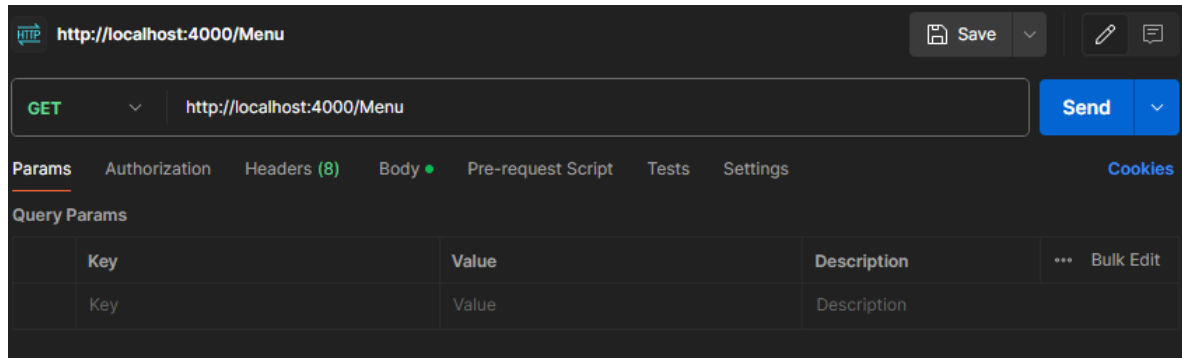 HTTP http://localhost:4000/Menu Save
GET http://localhost:4000/Menu Send
Params Authorization Headers (8) Body Pre-request Script Tests Settings Cookies
Query Params
Key Value Description Bulk Edit
Key Value Description